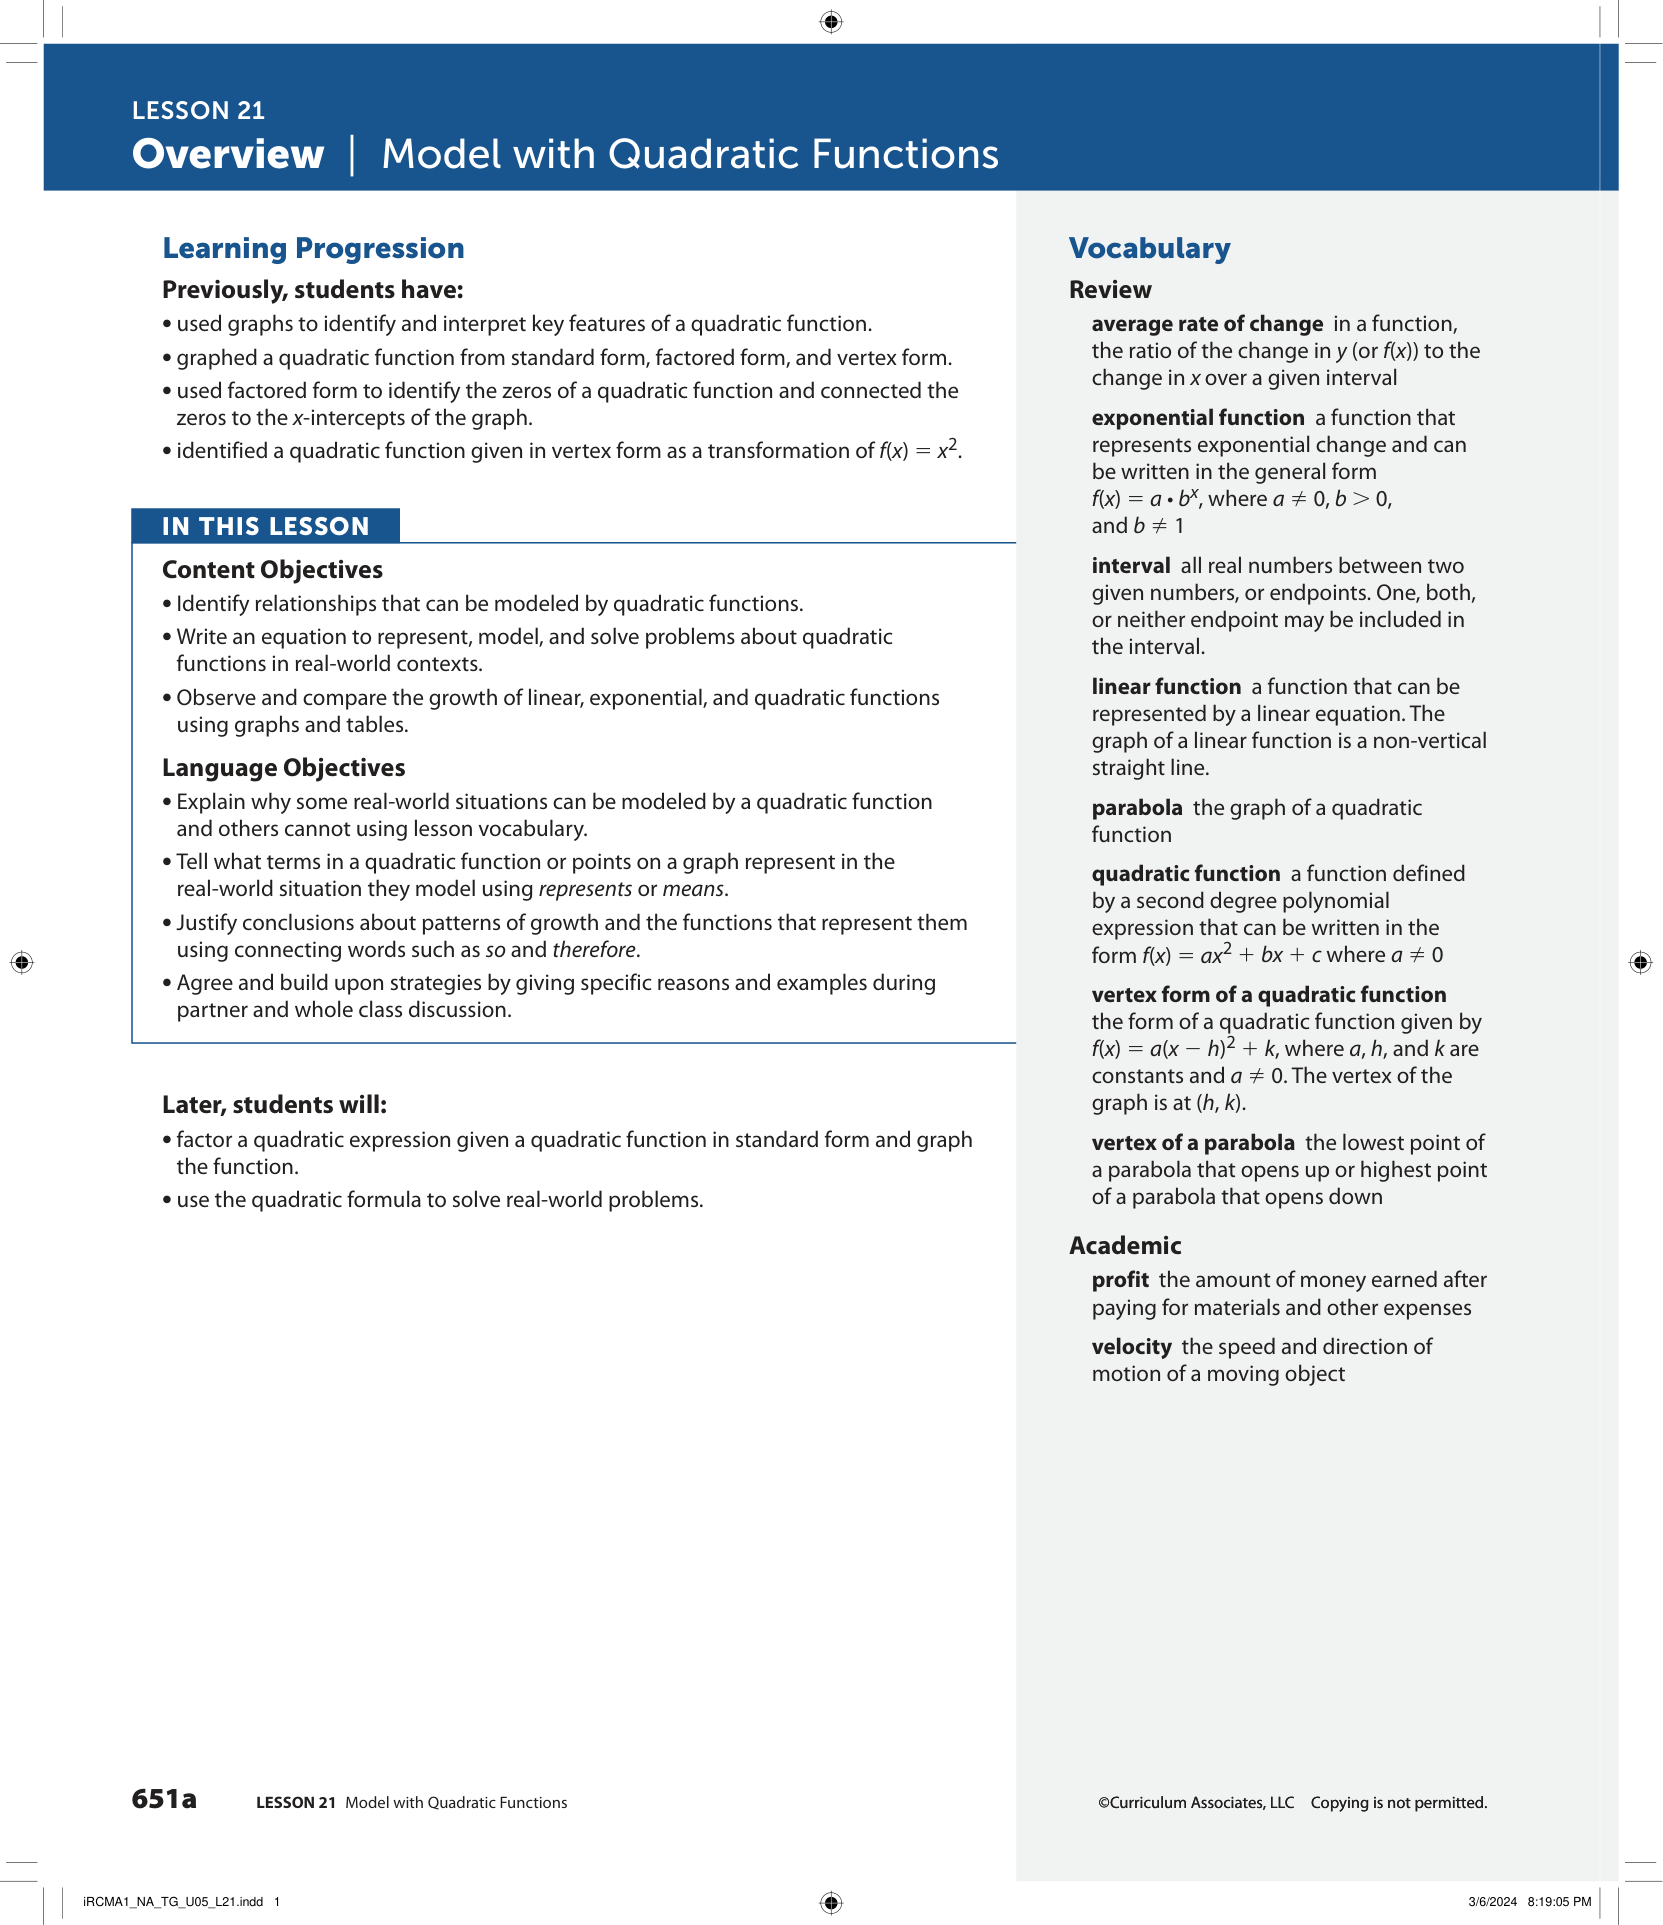 LESSON 21
Overview | Model with Quadratic Functions
Learning Progression
Previously, students have:
• used graphs to identify and interpret key features of a quadratic function.
• graphed a quadratic function from standard form, factored form, and vertex form.
• used factored form to identify the zeros of a quadratic function and connected the
zeros to the x-intercepts of the graph.
• identified a quadratic function given in vertex form as a transformation of f(x) = x².
IN THIS LESSON
Content Objectives
• Identify relationships that can be modeled by quadratic functions.
• Write an equation to represent, model, and solve problems about quadratic
functions in real-world contexts.
• Observe and compare the growth of linear, exponential, and quadratic functions
using graphs and tables.
Language Objectives
• Explain why some real-world situations can be modeled by a quadratic function
and others cannot using lesson vocabulary.
• Tell what terms in a quadratic function or points on a graph represent in the
real-world situation they model using represents or means.
• Justify conclusions about patterns of growth and the functions that represent them
using connecting words such as so and therefore.
• Agree and build upon strategies by giving specific reasons and examples during
partner and whole class discussion.
Later, students will:
• factor a quadratic expression given a quadratic function in standard form and graph
the function.
• use the quadratic formula to solve real-world problems.
Vocabulary
Review
average rate of change in a function,
the ratio of the change in y (or f(x)) to the
change in x over a given interval
exponential function a function that
represents exponential change and can
be written in the general form
f(x) = a • bˣ, where a ≠ 0, b > 0,
and b ≠ 1
interval all real numbers between two
given numbers, or endpoints. One, both,
or neither endpoint may be included in
the interval.
linear function a function that can be
represented by a linear equation. The
graph of a linear function is a non-vertical
straight line.
parabola the graph of a quadratic
function
quadratic function a function defined
by a second degree polynomial
expression that can be written in the
form f(x) = ax² + bx + c where a ≠ 0
vertex form of a quadratic function
the form of a quadratic function given by
f(x) = a(x − h)² + k, where a, h, and k are
constants and a ≠ 0. The vertex of the
graph is at (h, k).
vertex of a parabola the lowest point of
a parabola that opens up or highest point
of a parabola that opens down
Academic
profit the amount of money earned after
paying for materials and other expenses
velocity the speed and direction of
motion of a moving object
651a LESSON 21 Model with Quadratic Functions
©Curriculum Associates, LLC Copying is not permitted.
iRCMA1_NA_TG_U05_L21.indd 1
3/6/2024 8:19:05 PM